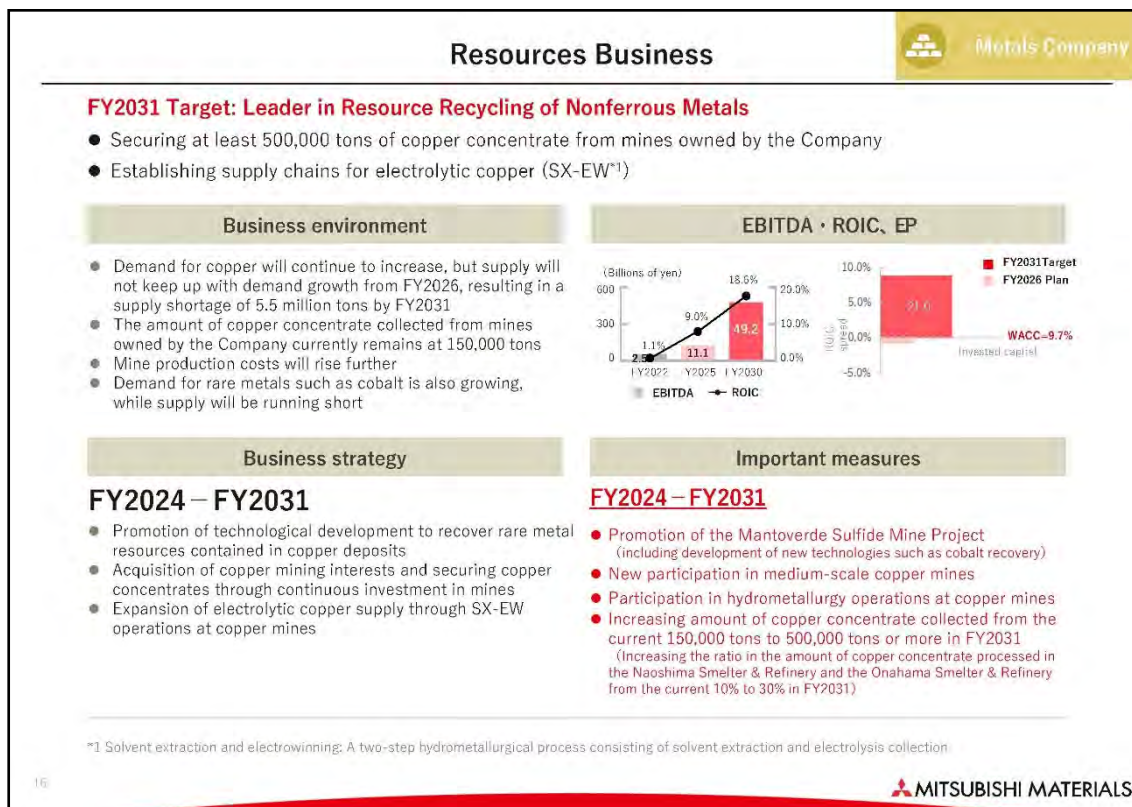 Resources Business
Metals Company
FY2031 Target: Leader in Resource Recycling of Nonferrous Metals
● Securing at least 500,000 tons of copper concentrate from mines owned by the Company
● Establishing supply chains for electrolytic copper (SX-EW*1)
Business environment
● Demand for copper will continue to increase, but supply will
not keep up with demand growth from FY2026, resulting in a
supply shortage of 5.5 million tons by FY2031
● The amount of copper concentrate collected from mines
owned by the Company currently remains at 150,000 tons
● Mine production costs will rise further
● Demand for rare metals such as cobalt is also growing,
while supply will be running short
EBITDA・ROIC、EP
(Billions of yen)
600
300
0
1.1%
9.0%
18.5%
11.1
49.2
20.0%
10.0%
0.0%
FY2022
Y2025
FY2030
EBITDA
ROIC
10.0%
5.0%
0.0%
-5.0%
ROIC spread
FY2031Target
FY2026 Plan
WACC=9.7%
Invested capital
Business strategy
FY2024－FY2031
● Promotion of technological development to recover rare metal
resources contained in copper deposits
● Acquisition of copper mining interests and securing copper
concentrates through continuous investment in mines
● Expansion of electrolytic copper supply through SX-EW
operations at copper mines
Important measures
FY2024－FY2031
● Promotion of the Mantoverde Sulfide Mine Project
（including development of new technologies such as cobalt recovery）
● New participation in medium-scale copper mines
● Participation in hydrometallurgy operations at copper mines
● Increasing amount of copper concentrate collected from the
current 150,000 tons to 500,000 tons or more in FY2031
（Increasing the ratio in the amount of copper concentrate processed in
the Naoshima Smelter & Refinery and the Onahama Smelter & Refinery
from the current 10% to 30% in FY2031）
*1 Solvent extraction and electrowinning: A two-step hydrometallurgical process consisting of solvent extraction and electrolysis collection
16
MITSUBISHI MATERIALS